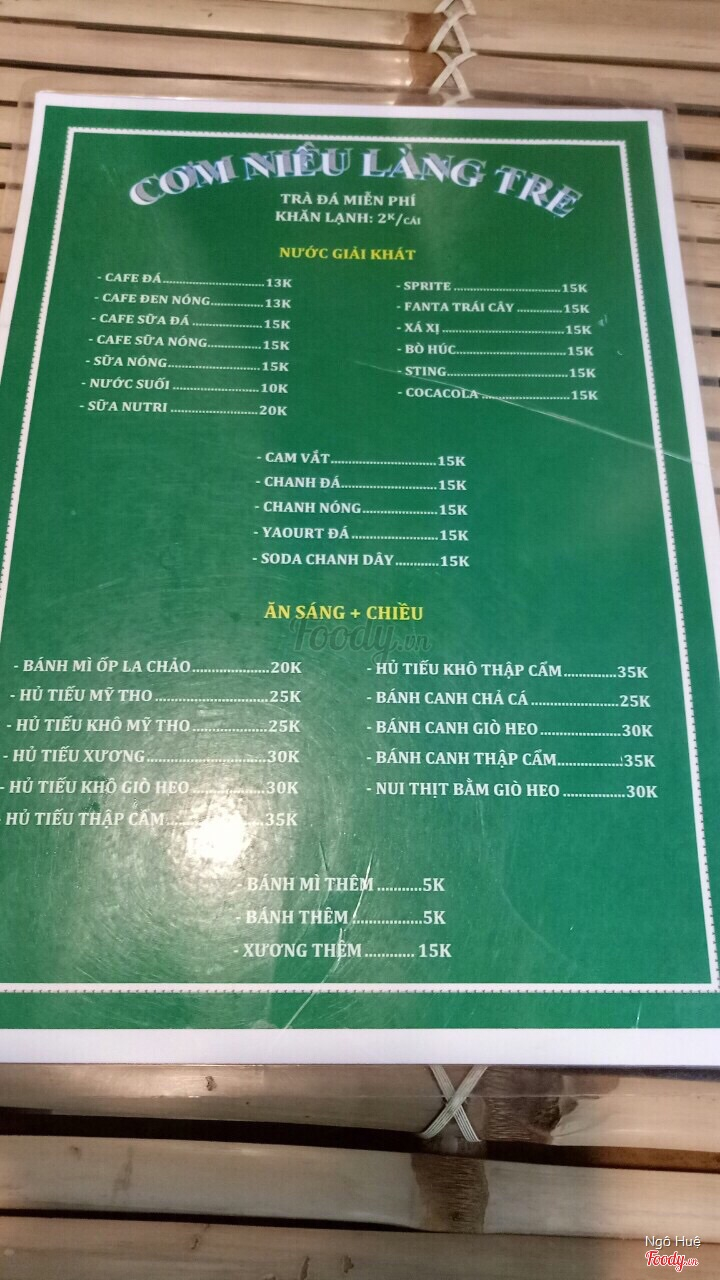 CƠM NIÊU LÀNG TRE
TRÀ ĐÁ MIỄN PHÍ
KHĂN LẠNH: 2K/CÁI
NƯỚC GIẢI KHÁT
- CAFE ĐÁ..............................13K
- CAFE ĐEN NÓNG................13K
- CAFE SỮA ĐÁ .....................15K
- CAFE SỮA NÓNG................15K
- SỮA NÓNG...........................15K
- NƯỚC SUỐI .........................10K
- SỮA NUTRI ..........................20K
- SPRITE ................................15K
- FANTA TRÁI CÂY ..............15K
- XÁ XỊ...................................15K
- BÒ HÚC................................15K
- STING...................................15K
- COCACOLA .........................15K
- CAM VẮT...........................15K
- CHANH ĐÁ.........................15K
- CHANH NÓNG....................15K
- YAOURT ĐÁ.......................15K
- SODA CHANH DÂY............15K
ĂN SÁNG + CHIỀU
Foody.vn
- BÁNH MÌ ỐP LA CHẢO..................20K
- HỦ TIẾU MỸ THO..........................25K
- HỦ TIẾU KHÔ MỸ THO ..................25K
- HỦ TIẾU XƯƠNG..............................30K
- HỦ TIẾU KHÔ GIÒ HEO ..................30K
- HỦ TIẾU THẬP CẨM.......................35K
- HỦ TIẾU KHÔ THẬP CẨM.............35K
- BÁNH CANH CHẢ CÁ .....................25K
- BÁNH CANH GIÒ HEO ....................30K
- BÁNH CANH THẬP CẨM................35K
- NUI THỊT BẰM GIÒ HEO ...............30K
- BÁNH MÌ THÊM ...........5K
- BÁNH THÊM .................5K
- XƯƠNG THÊM............ 15K
Ngô Huệ
Foody.vn